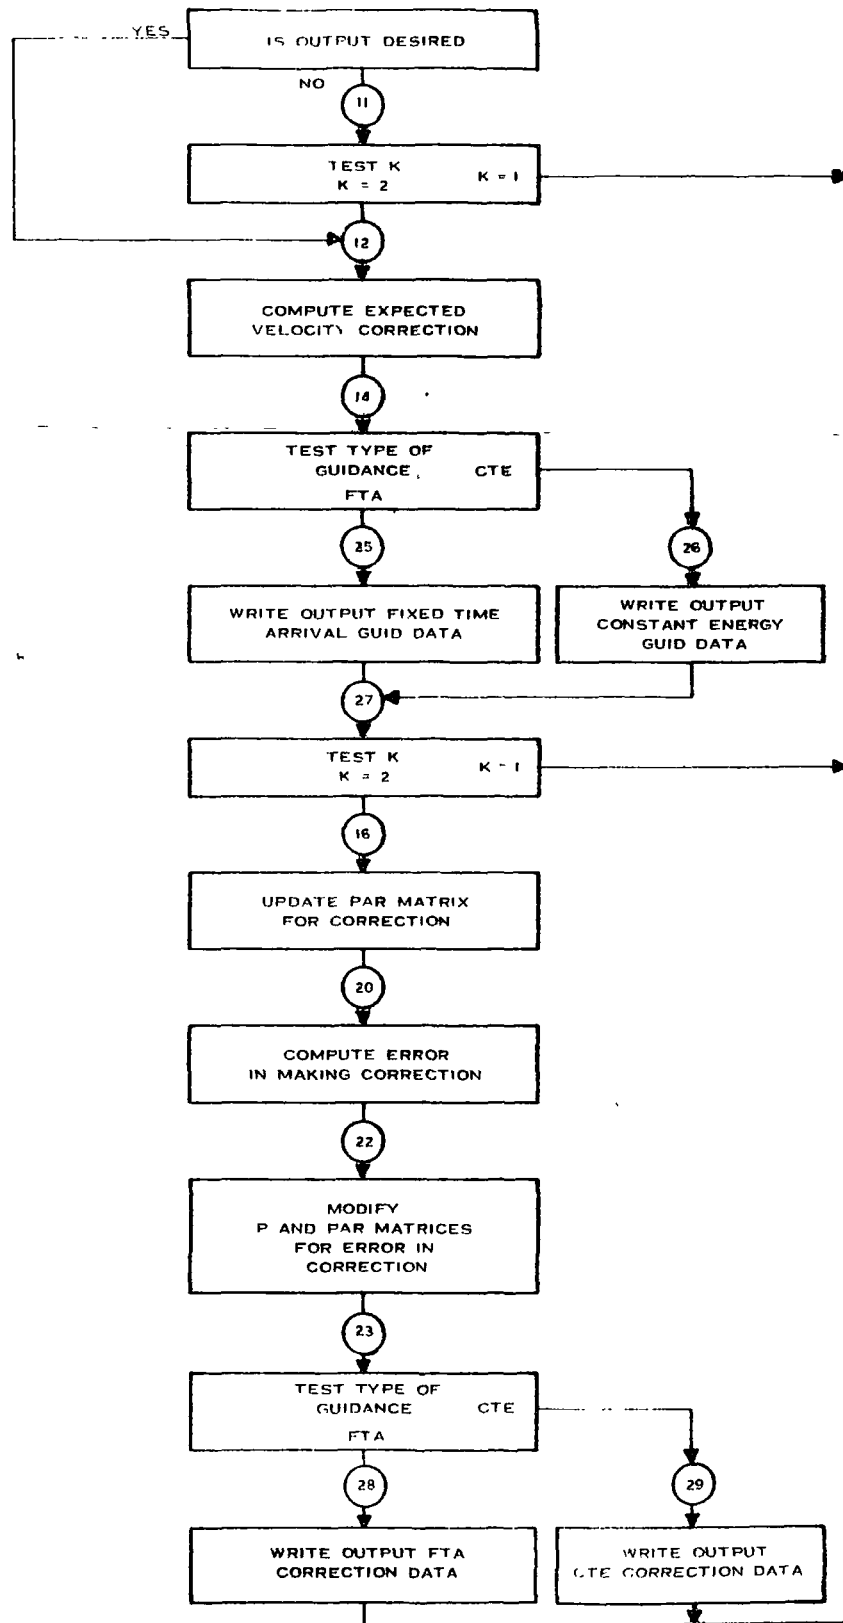 YES
IS OUTPUT DESIRED
NO
11
TEST K
K = 2 K = 1
12
COMPUTE EXPECTED
VELOCITY CORRECTION
14
TEST TYPE OF
GUIDANCE CTE
FTA
25
26
WRITE OUTPUT FIXED TIME
ARRIVAL GUID DATA
WRITE OUTPUT
CONSTANT ENERGY
GUID DATA
27
TEST K
K = 2 K = 1
16
UPDATE PAR MATRIX
FOR CORRECTION
20
COMPUTE ERROR
IN MAKING CORRECTION
22
MODIFY
P AND PAR MATRICES
FOR ERROR IN
CORRECTION
23
TEST TYPE OF
GUIDANCE CTE
FTA
28
29
WRITE OUTPUT FTA
CORRECTION DATA
WRITE OUTPUT
CTE CORRECTION DATA